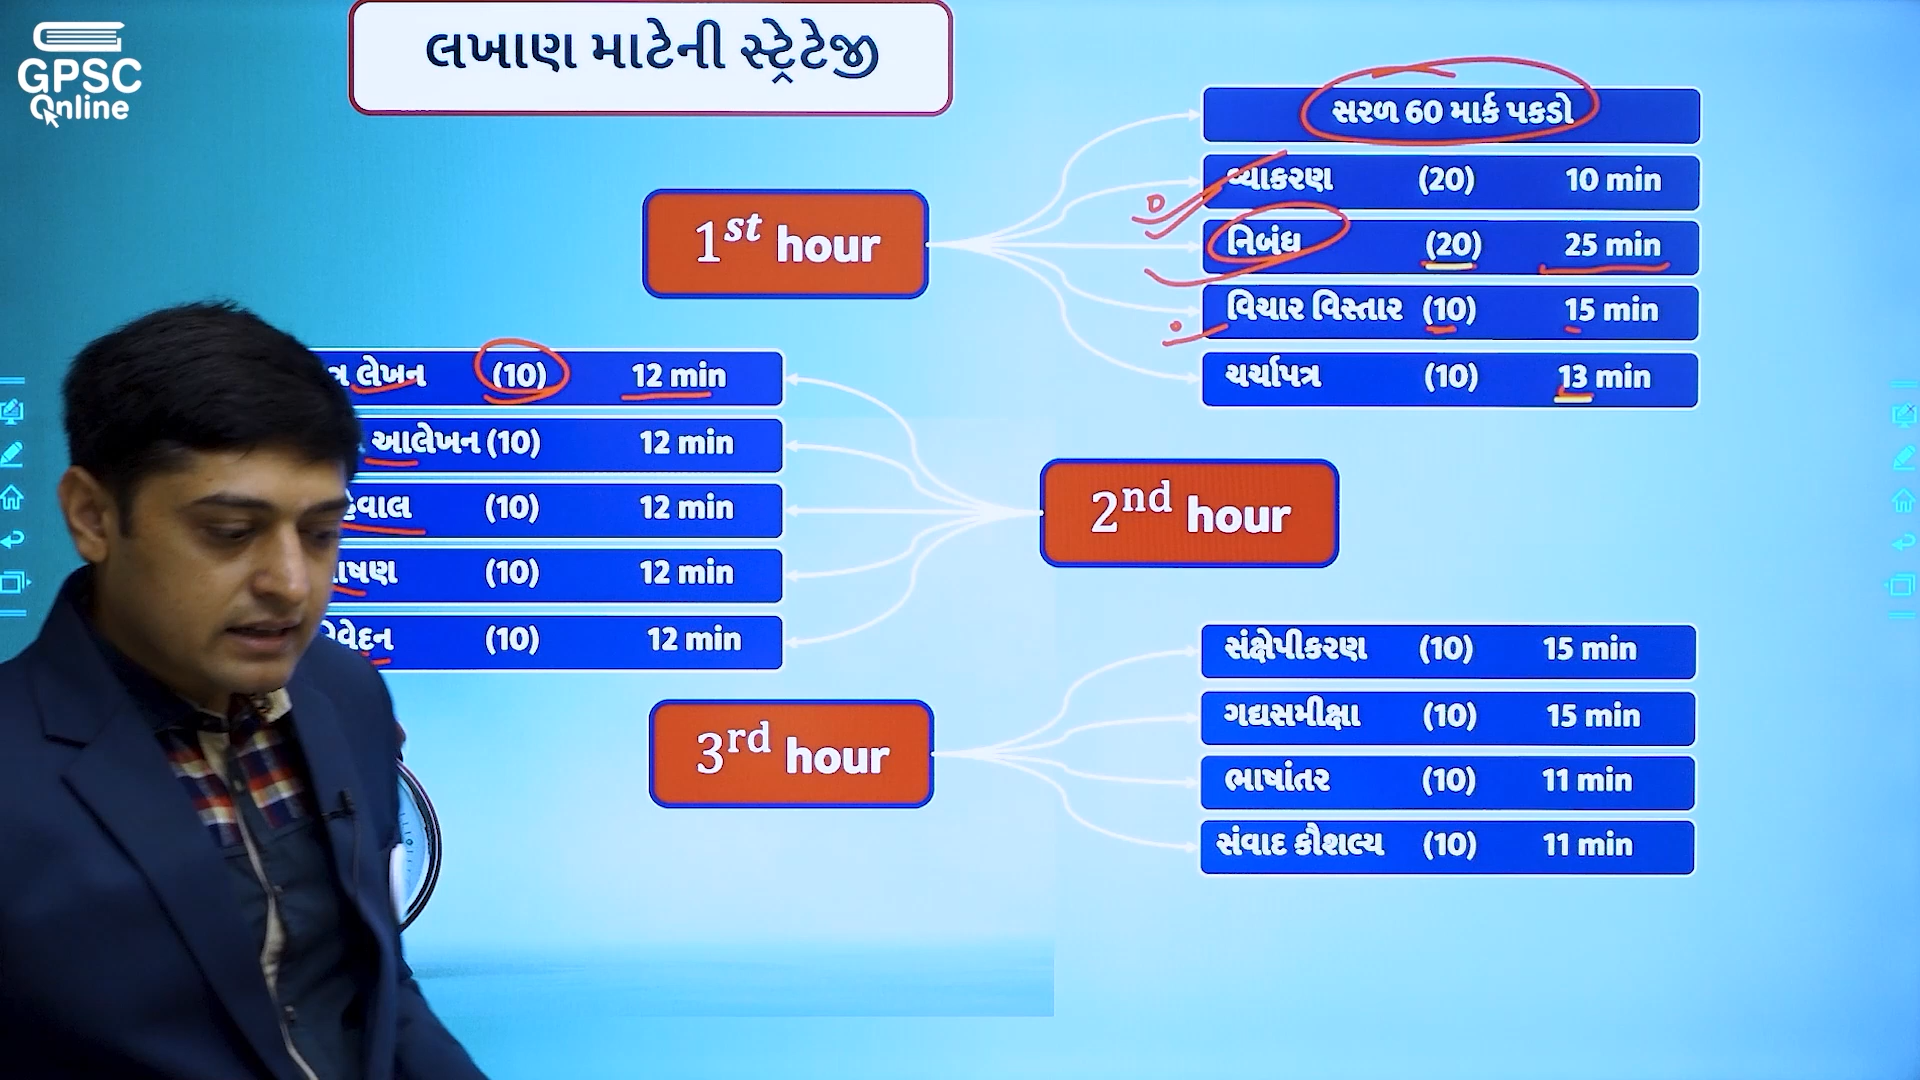 GPSC
Online
લખાણ માટેની સ્ટ્રેટેજી
1st hour
સરળ 60 માર્ક પકડો
વ્યાકરણ (20) 10 min
નિબંધ (20) 25 min
વિચાર વિસ્તાર (10) 15 min
ચર્ચાપત્ર (10) 13 min
2nd hour
લેખન (10) 12 min
આલેખન (10) 12 min
(10) 12 min
(10) 12 min
(10) 12 min
3rd hour
સંક્ષેપીકરણ (10) 15 min
ગદ્યસમીક્ષા (10) 15 min
ભાષાંતર (10) 11 min
સંવાદ કૌશલ્ય (10) 11 min